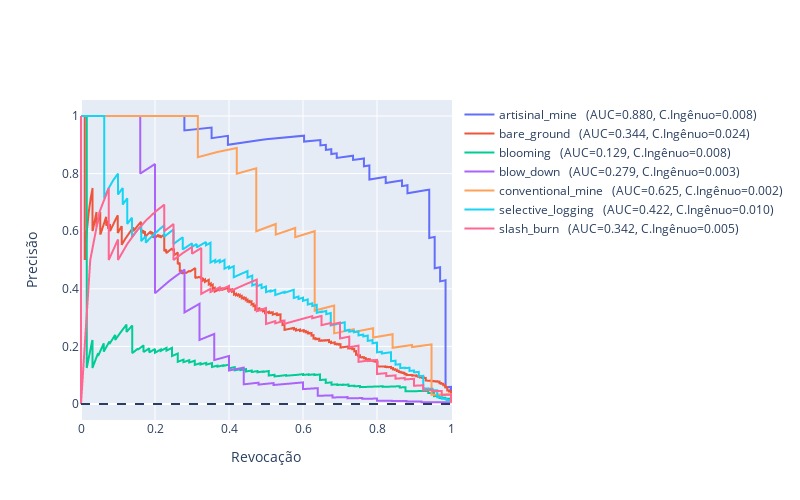 artisinal_mine (AUC=0.880, C.Ingênuo=0.008)
bare_ground (AUC=0.344, C.Ingênuo=0.024)
blooming (AUC=0.129, C.Ingênuo=0.008)
blow_down (AUC=0.279, C.Ingênuo=0.003)
conventional_mine (AUC=0.625, C.Ingênuo=0.002)
selective_logging (AUC=0.422, C.Ingênuo=0.010)
slash_burn (AUC=0.342, C.Ingênuo=0.005)
Precisão
1
0.8
0.6
0.4
0.2
0
0 0.2 0.4 0.6 0.8 1
Revocação